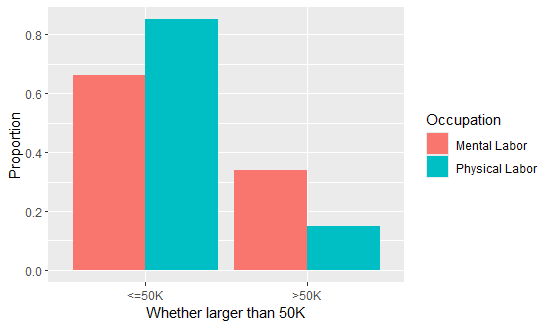 Proportion
0.8
0.6
0.4
0.2
0.0
<=50K
>50K
Whether larger than 50K
Occupation
Mental Labor
Physical Labor